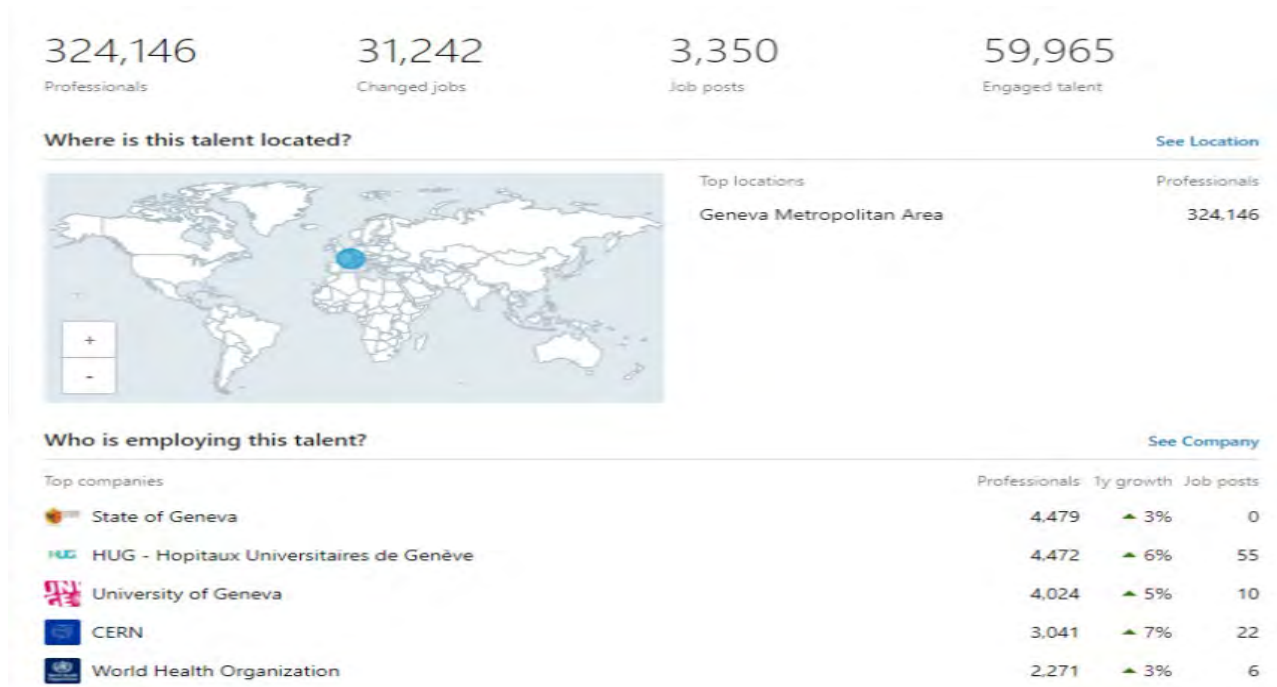 324,146 31,242 3,350 59,965
Professionals Changed jobs Job posts Engaged talent
Where is this talent located? See Location
Top locations Professionals
Geneva Metropolitan Area 324,146
+
-
Who is employing this talent? See Company
Top companies Professionals 1y growth Job posts
State of Geneva 4,479 ▲ 3% 0
HUG HUG - Hopitaux Universitaires de Genève 4,472 ▲ 6% 55
University of Geneva 4,024 ▲ 5% 10
CERN 3,041 ▲ 7% 22
World Health Organization 2,271 ▲ 3% 6